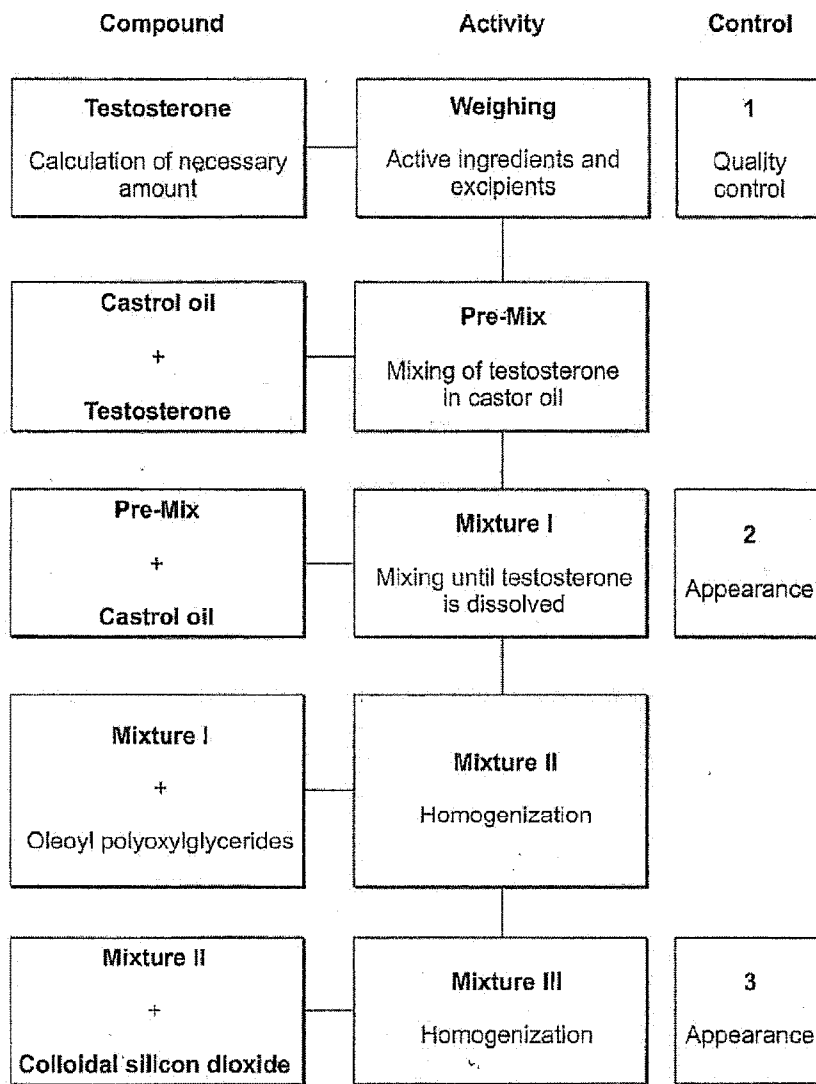 Compound Activity Control
Testosterone
Calculation of necessary
amount
Weighing
Active ingredients and
excipients
1
Quality
control
Castrol oil
+
Testosterone
Pre-Mix
Mixing of testosterone
in castor oil
Pre-Mix
+
Castrol oil
Mixture I
Mixing until testosterone
is dissolved
2
Appearance
Mixture I
+
Oleoyl polyoxylglycerides
Mixture II
Homogenization
Mixture II
+
Colloidal silicon dioxide
Mixture III
Homogenization
3
Appearance